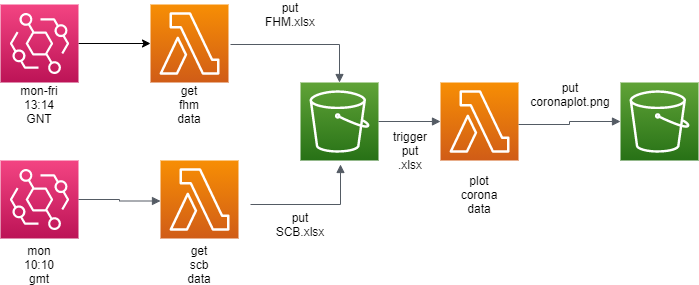 put
FHM.xlsx
mon-fri
13:14
GNT
get
fhm
data
put
coronaplot.png
trigger
put
.xlsx
plot
corona
data
put
SCB.xlsx
mon
10:10
gmt
get
scb
data